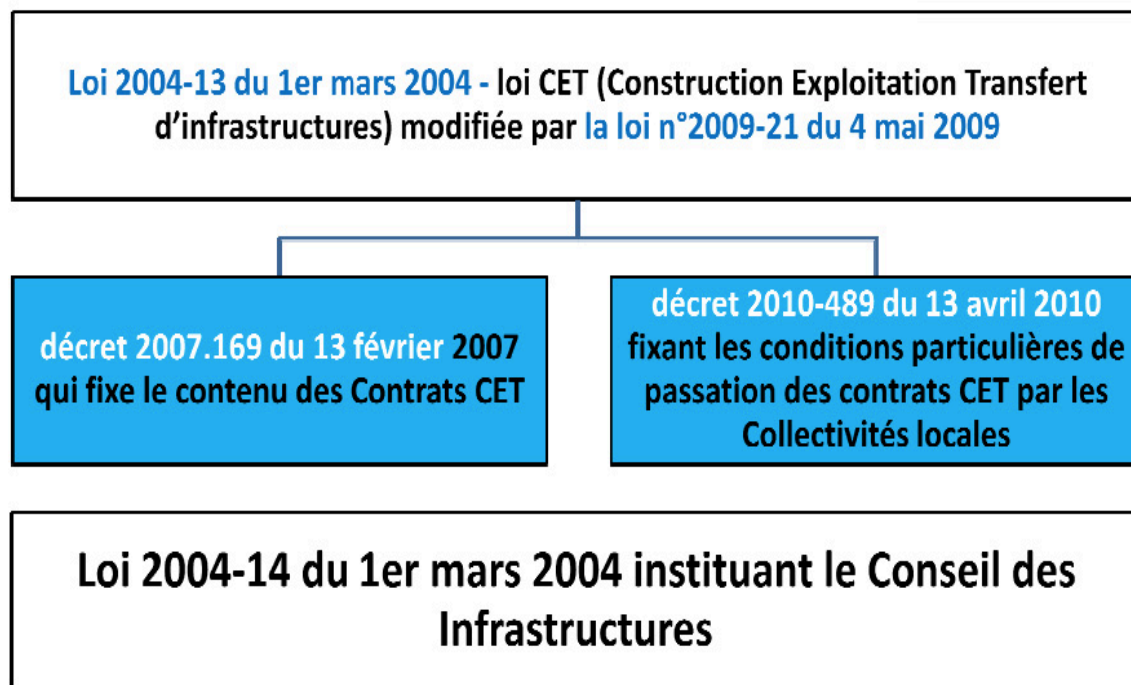 Loi 2004-13 du 1er mars 2004 - loi CET (Construction Exploitation Transfert
d'infrastructures) modifiée par la loi n°2009-21 du 4 mai 2009
décret 2007.169 du 13 février 2007
qui fixe le contenu des Contrats CET
décret 2010-489 du 13 avril 2010
fixant les conditions particulières de
passation des contrats CET par les
Collectivités locales
Loi 2004-14 du 1er mars 2004 instituant le Conseil des
Infrastructures